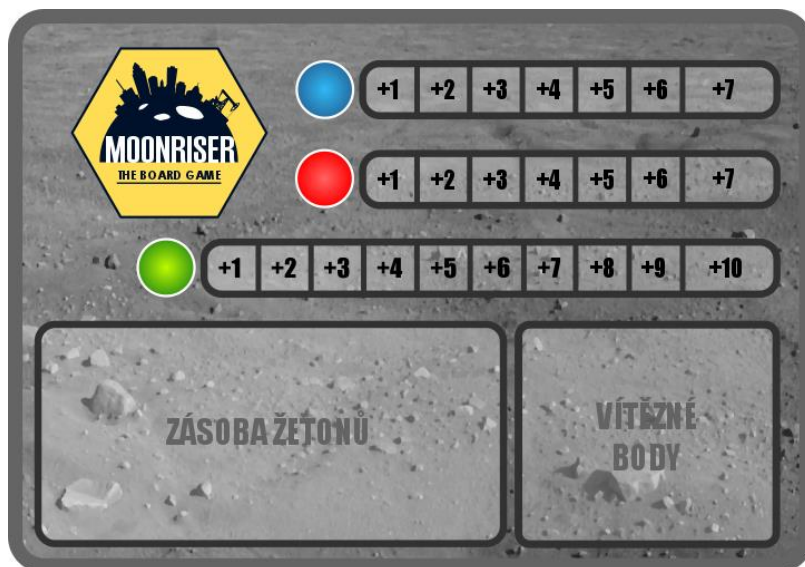 MOONRISER
THE BOARD GAME
+1 +2 +3 +4 +5 +6 +7
+1 +2 +3 +4 +5 +6 +7
+1 +2 +3 +4 +5 +6 +7 +8 +9 +10
ZÁSOBA ŽETONŮ
VÍTĚZNÉ
BODY